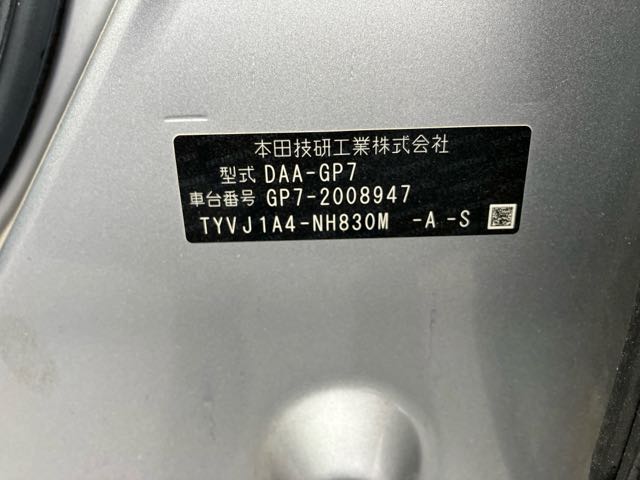 本田技研工業株式会社
型式 DAA-GP7
車台番号 GP7-2008947
TYVJ1A4-NH830M -A-S